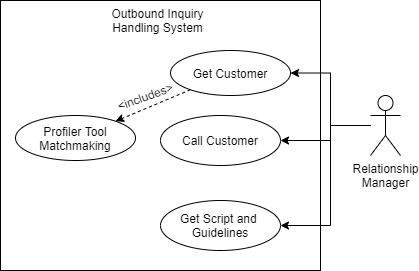 Outbound Inquiry
Handling System
Get Customer
<includes>
Profiler Tool
Matchmaking
Call Customer
Relationship
Manager
Get Script and
Guidelines